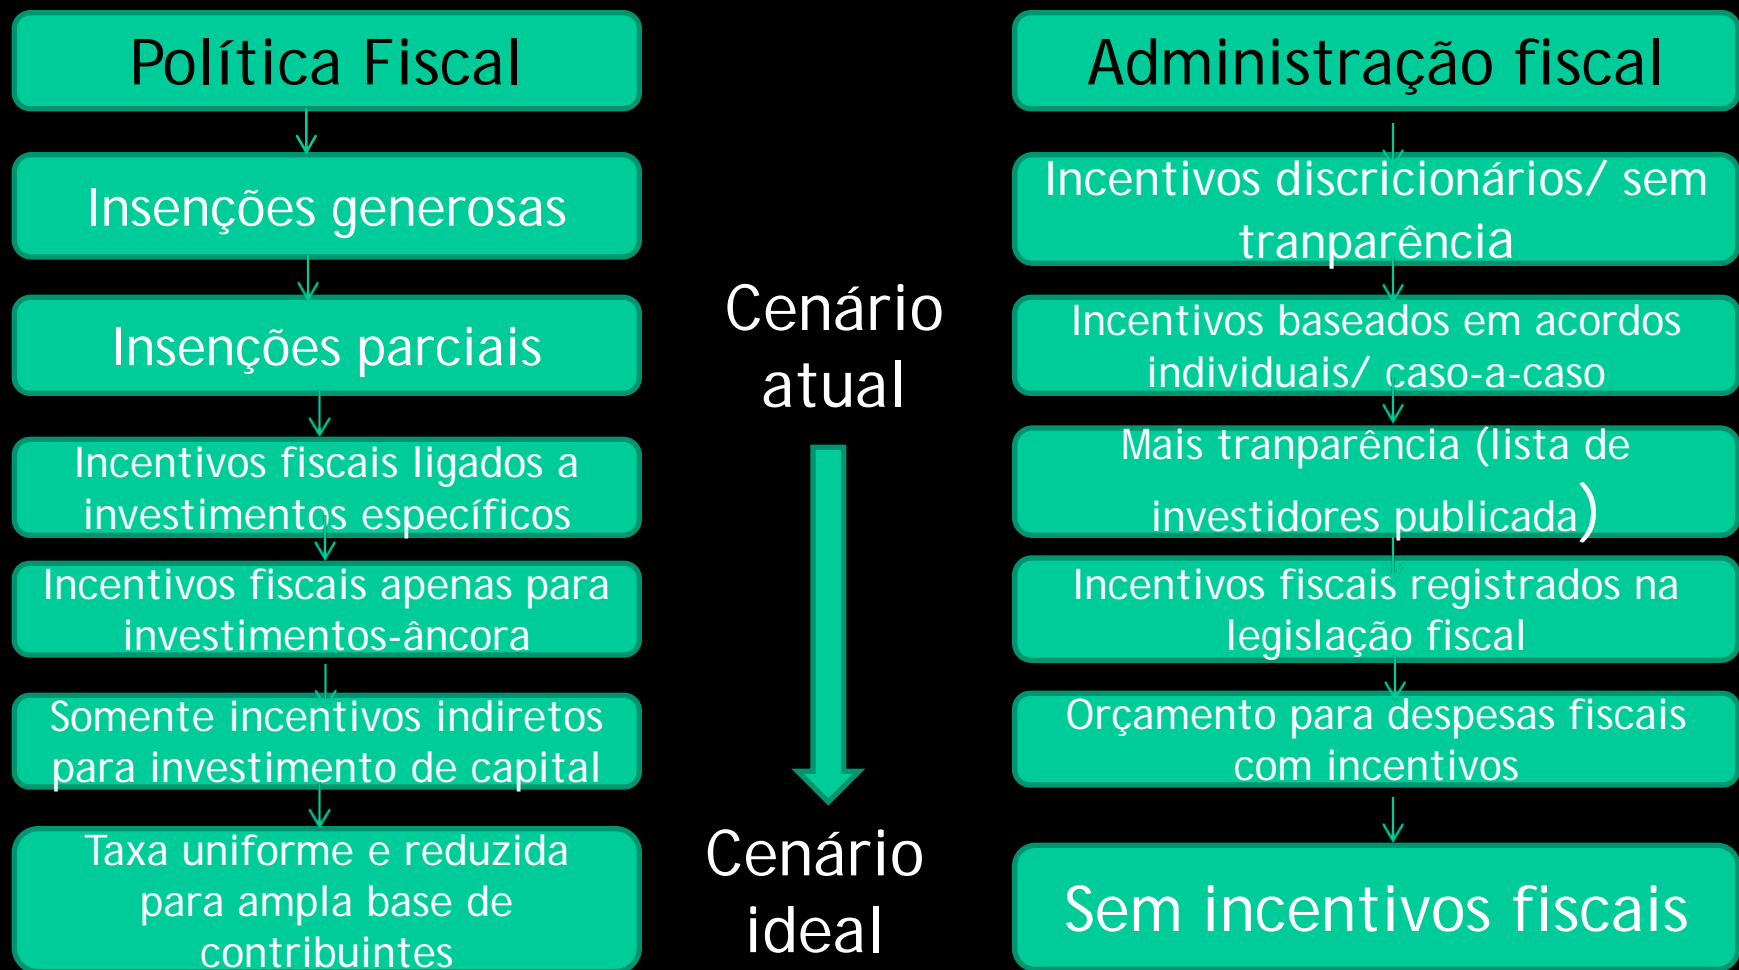 Política Fiscal
Insenções generosas
Insenções parciais
Incentivos fiscais ligados a
investimentos específicos
Incentivos fiscais apenas para
investimentos-âncora
Somente incentivos indiretos
para investimento de capital
Taxa uniforme e reduzida
para ampla base de
contribuintes
Cenário
atual
Cenário
ideal
Administração fiscal
Incentivos discricionários/ sem
tranparência
Incentivos baseados em acordos
individuais/ caso-a-caso
Mais tranparência (lista de
investidores publicada)
Incentivos fiscais registrados na
legislação fiscal
Orçamento para despesas fiscais
com incentivos
Sem incentivos fiscais